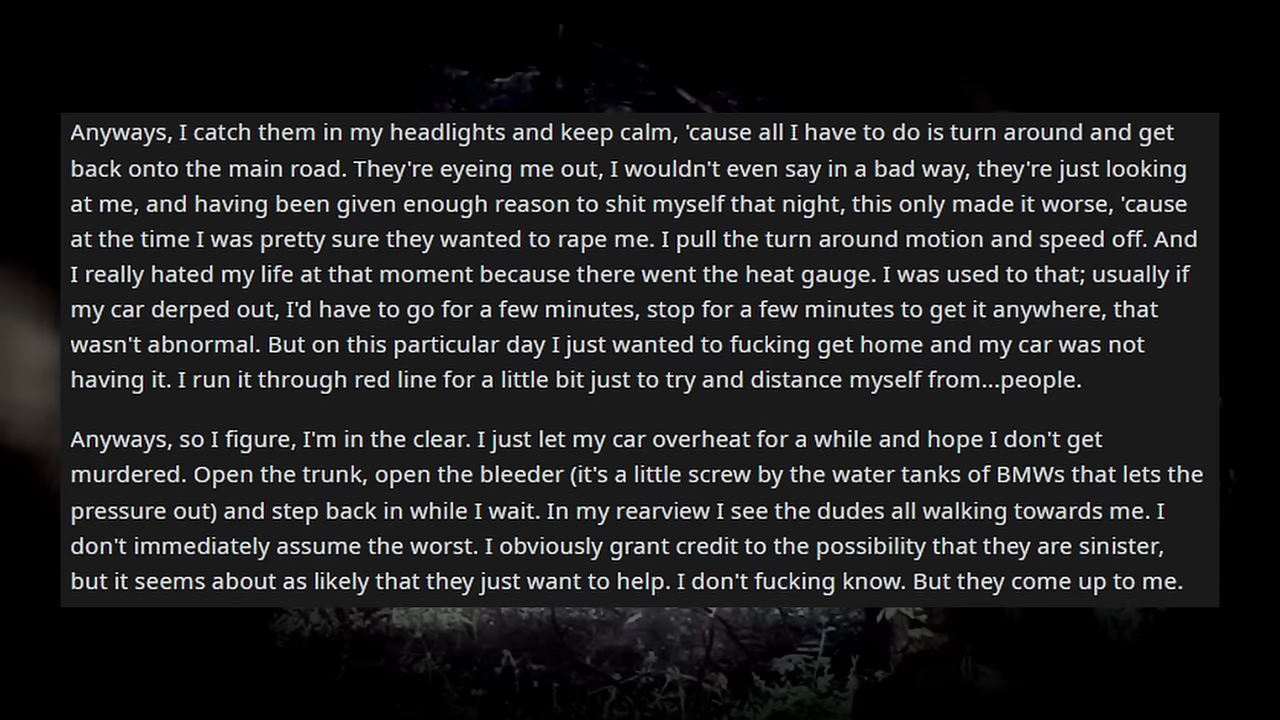 Anyways, I catch them in my headlights and keep calm, 'cause all I have to do is turn around and get
back onto the main road. They're eyeing me out, I wouldn't even say in a bad way, they're just looking
at me, and having been given enough reason to shit myself that night, this only made it worse, 'cause
at the time I was pretty sure they wanted to rape me. I pull the turn around motion and speed off. And
I really hated my life at that moment because there went the heat gauge. I was used to that; usually if
my car derped out, I'd have to go for a few minutes, stop for a few minutes to get it anywhere, that
wasn't abnormal. But on this particular day I just wanted to fucking get home and my car was not
having it. I run it through red line for a little bit just to try and distance myself from...people.
Anyways, so I figure, I'm in the clear. I just let my car overheat for a while and hope I don't get
murdered. Open the trunk, open the bleeder (it's a little screw by the water tanks of BMWs that lets the
pressure out) and step back in while I wait. In my rearview I see the dudes all walking towards me. I
don't immediately assume the worst. I obviously grant credit to the possibility that they are sinister,
but it seems about as likely that they just want to help. I don't fucking know. But they come up to me.